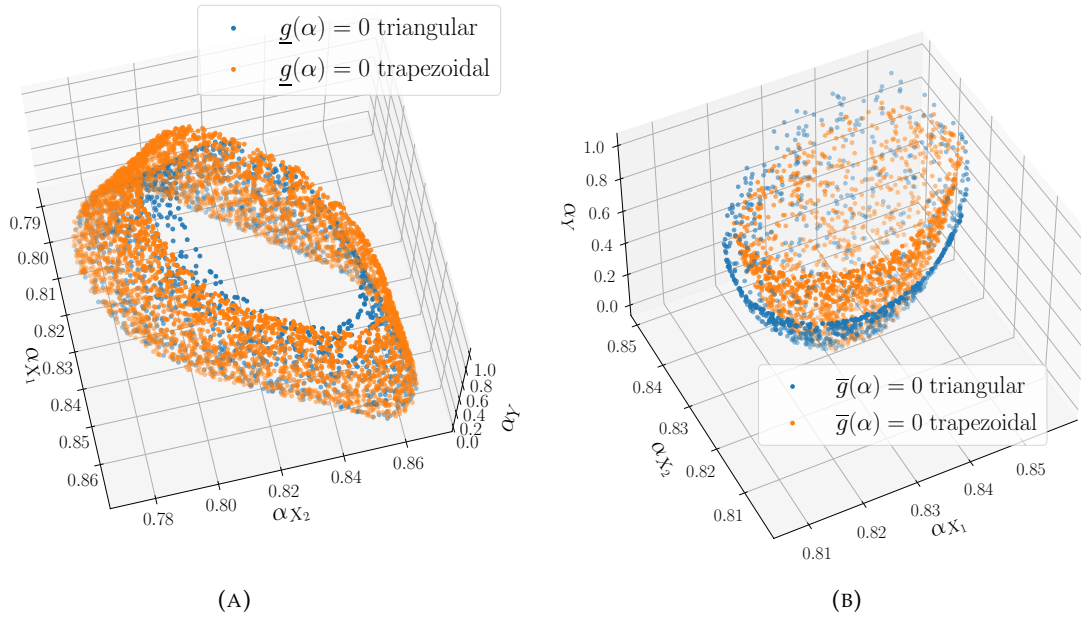 g(α) = 0 triangular
g(α) = 0 trapezoidal
0.79
0.80
0.81
0.82
0.83
0.84
0.85
0.86
αX₁
0.78
0.80
0.82
0.84
0.86
αX₂
1.0
0.8
0.6
0.4
0.2
0.0
αY
(A)
1.0
0.8
0.6
0.4
0.2
0.0
αY
0.85
0.84
0.83
0.82
0.81
αX₂
0.81
0.82
0.83
0.84
0.85
αX₁
g̅(α) = 0 triangular
g̅(α) = 0 trapezoidal
(B)